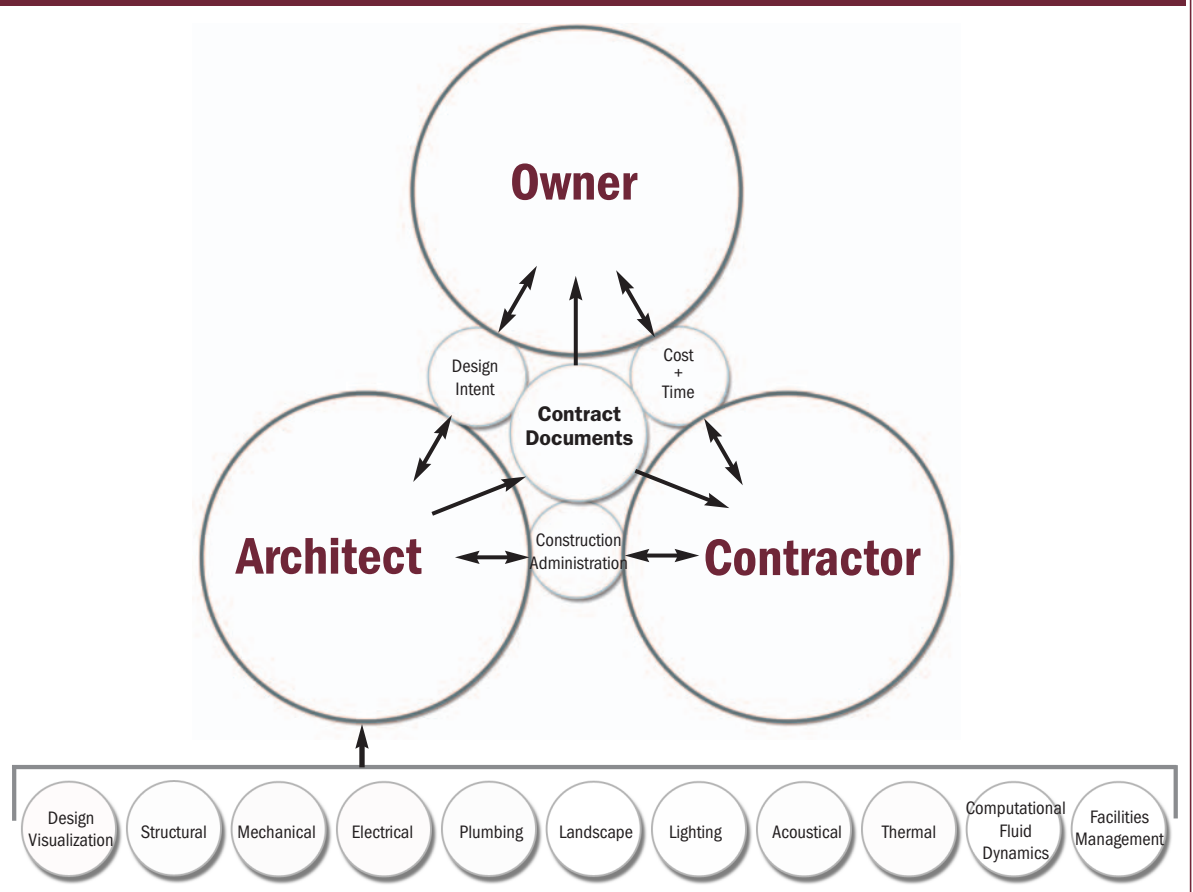 Owner
Design
Intent
Cost
+
Time
Contract
Documents
Architect
Construction
Administration
Contractor
Design
Visualization
Structural
Mechanical
Electrical
Plumbing
Landscape
Lighting
Acoustical
Thermal
Computational
Fluid
Dynamics
Facilities
Management